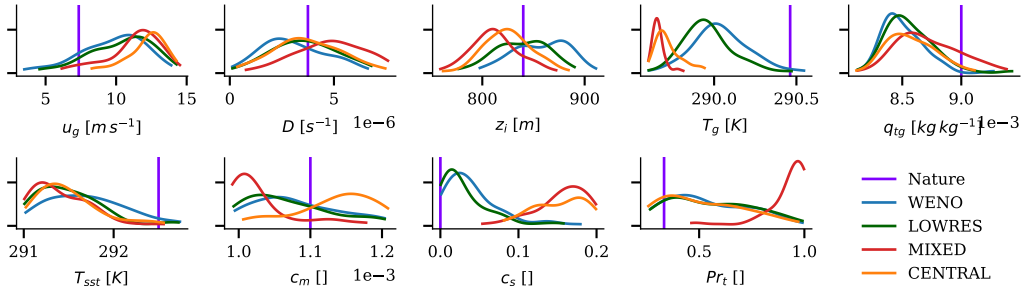 5 10 15
u_g [m s⁻¹]
0 5
1e−6
D [s⁻¹]
800 900
z_i [m]
290.0 290.5
T_g [K]
8.5 9.0
1e−3
q_tg [kg kg⁻¹]
291 292
T_sst [K]
1.0 1.1 1.2
1e−3
c_m []
0.0 0.1 0.2
c_s []
0.5 1.0
Pr_t []
Nature
WENO
LOWRES
MIXED
CENTRAL